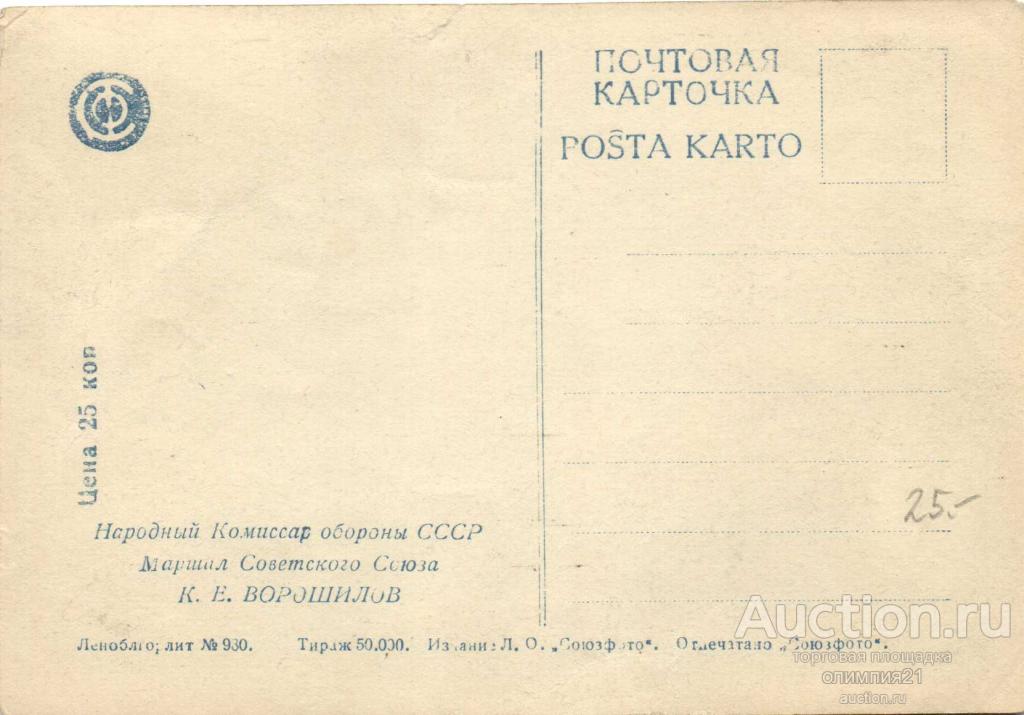 ПОЧТОВАЯ
КАРТОЧКА
POŜTA KARTO
Цена 25 коп
25.-
Народный Комиссар обороны СССР
Маршал Советского Союза
К. Е. ВОРОШИЛОВ
Леноблгорлит № 930. Тираж 50.000. Издание Л. О. „Союзфото“. Отпечатано „Союзфото“.
Auction.ru
торговая площадка
олимпия21
auction.ru